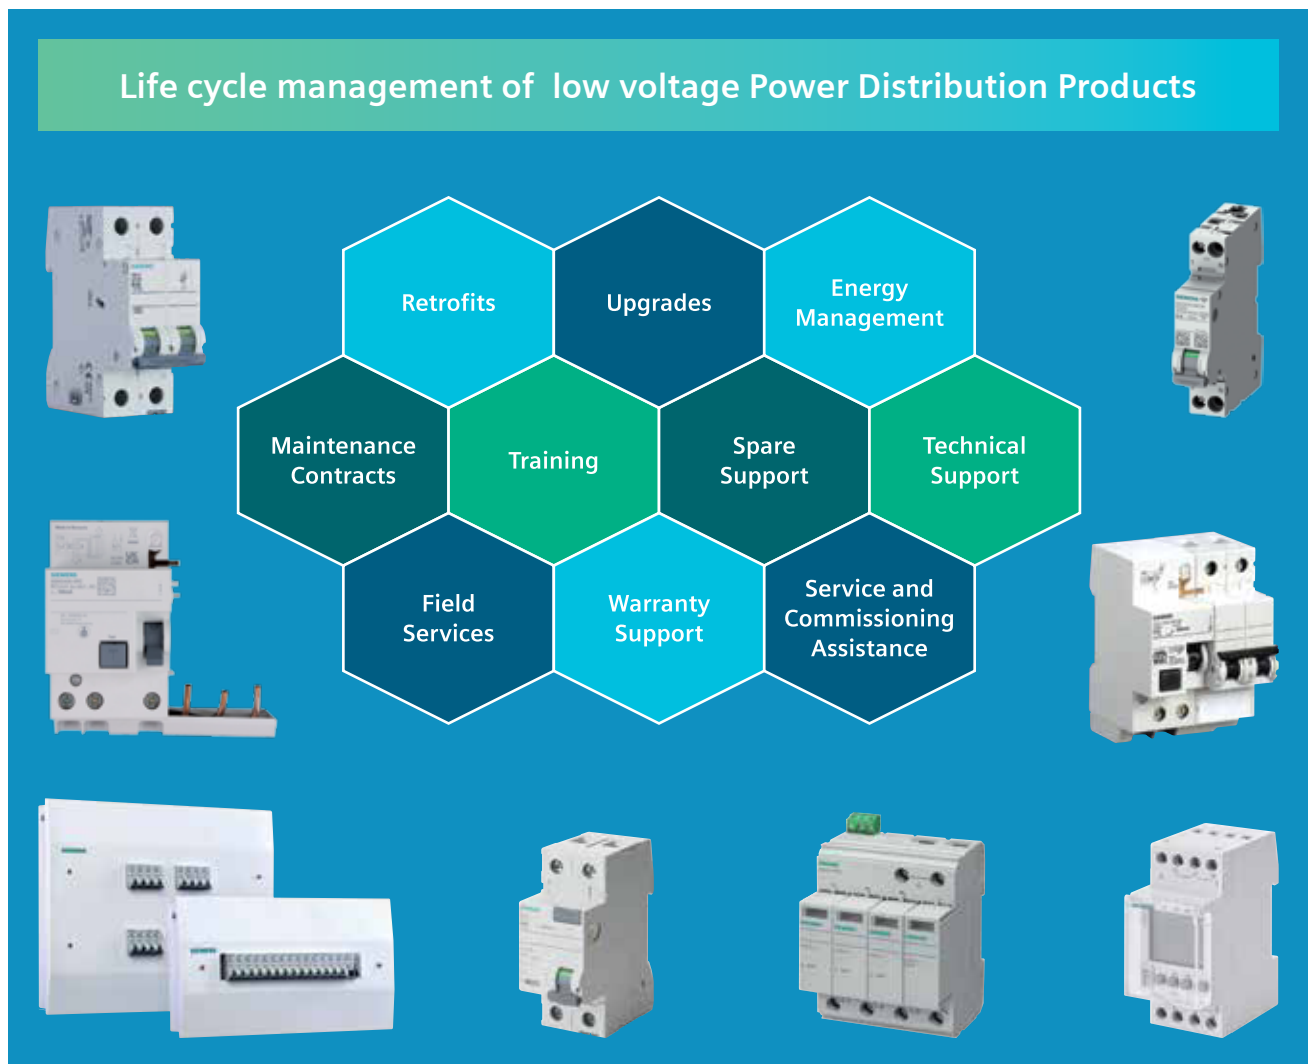 Life cycle management of low voltage Power Distribution Products
Retrofits
Upgrades
Energy
Management
Maintenance
Contracts
Training
Spare
Support
Technical
Support
Field
Services
Warranty
Support
Service and
Commissioning
Assistance
SIEMENS